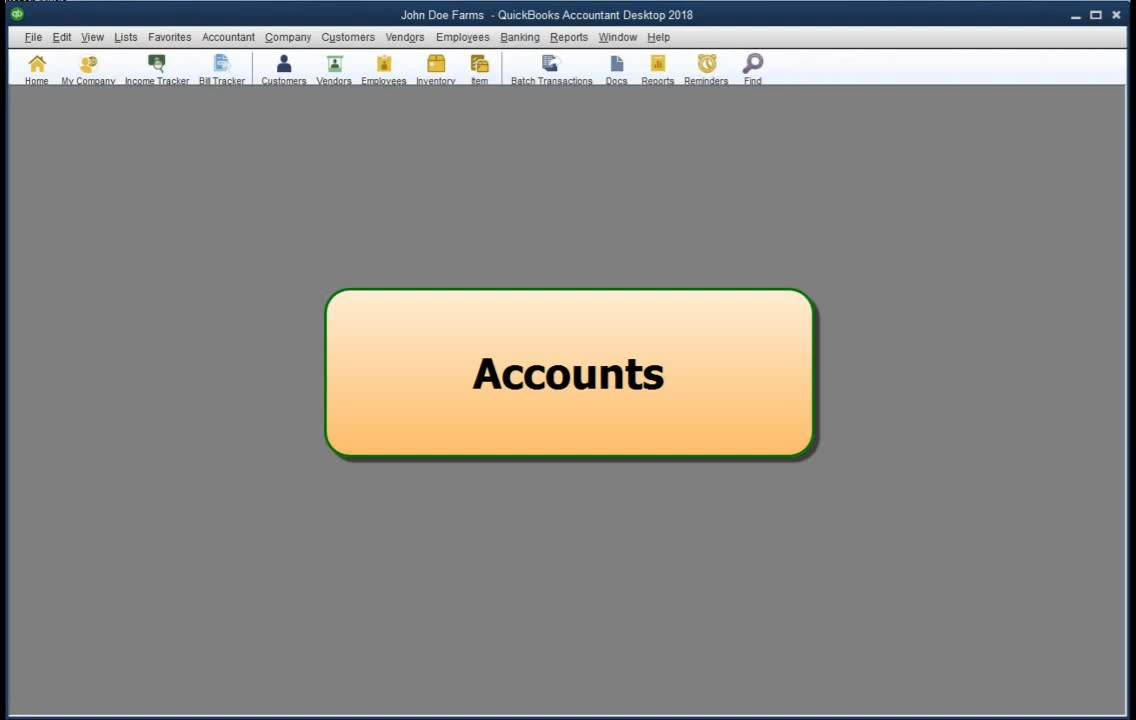 John Doe Farms - QuickBooks Accountant Desktop 2018
File Edit View Lists Favorites Accountant Company Customers Vendors Employees Banking Reports Window Help
Home My Company Income Tracker Bill Tracker Customers Vendors Employees Inventory Item Batch Transactions Docs Reports Reminders Find
Accounts